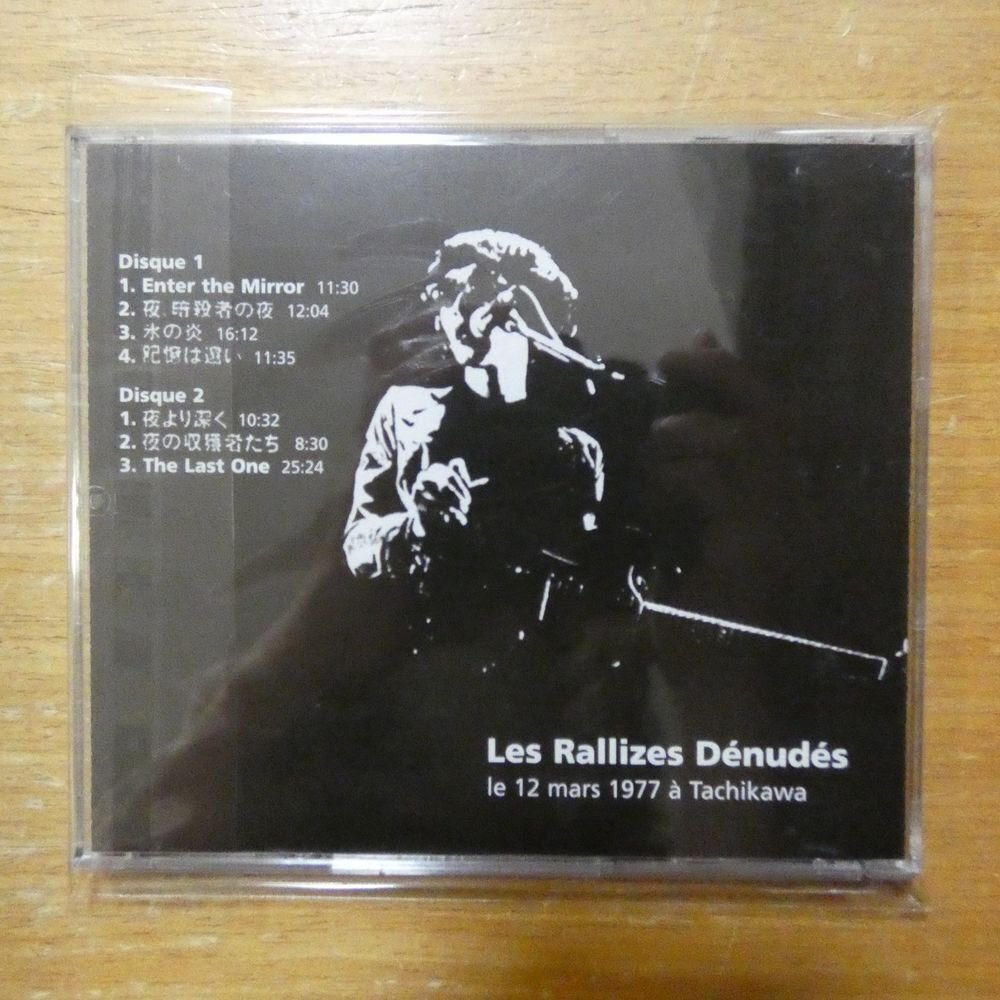 Disque 1
1. Enter the Mirror 11:30
2. 夜、暗殺者の夜 12:04
3. 氷の炎 16:12
4. 記憶は遠い 11:35
Disque 2
1. 夜より深く 10:32
2. 夜の収穫者たち 8:30
3. The Last One 25:24
Les Rallizes Dénudés
le 12 mars 1977 à Tachikawa